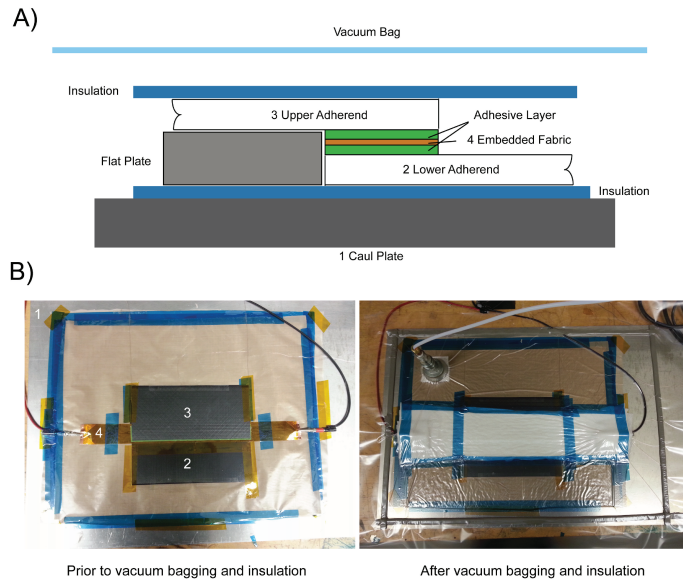 A)
Vacuum Bag
Insulation
3 Upper Adherend
Adhesive Layer
4 Embedded Fabric
Flat Plate
2 Lower Adherend
Insulation
1 Caul Plate
B)
1
3
4
2
Prior to vacuum bagging and insulation
After vacuum bagging and insulation